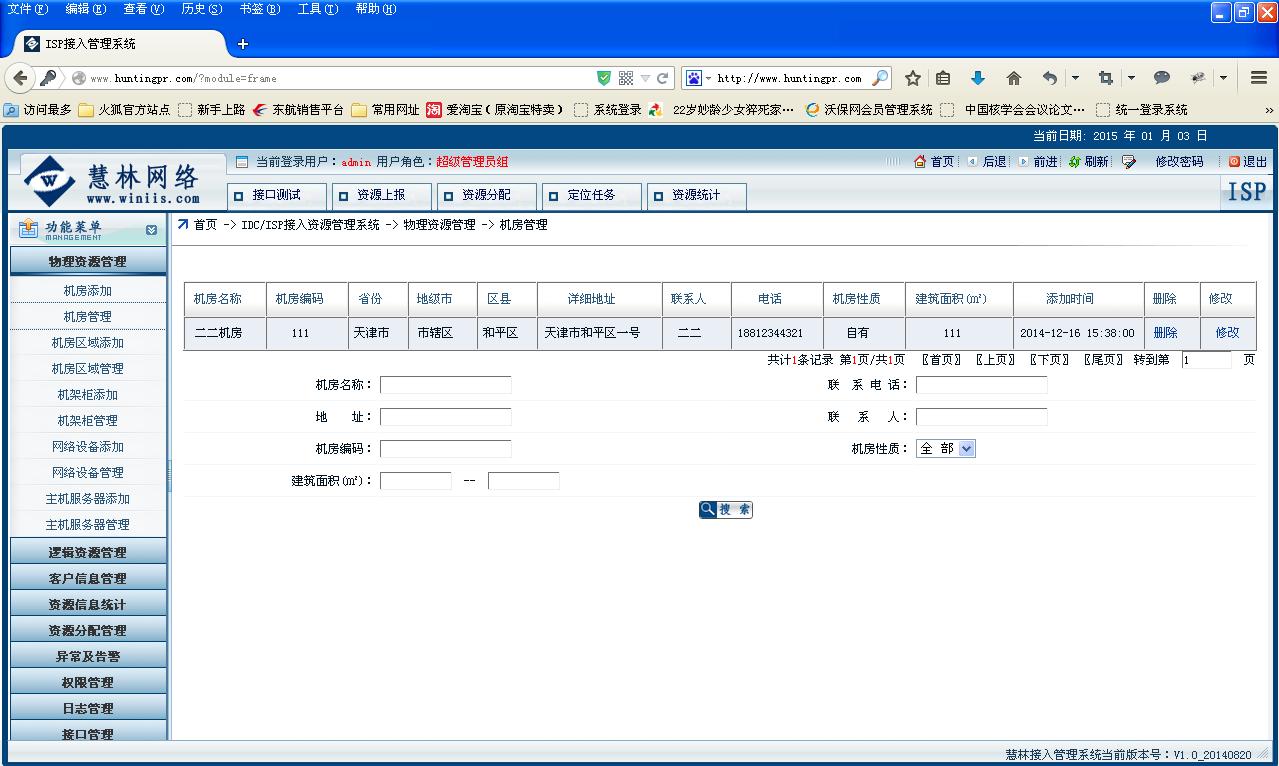 文件(F) 编辑(E) 查看(V) 历史(S) 书签(B) 工具(T) 帮助(H)
ISP接入管理系统 +
www.huntingpr.com/?module=frame http://www.huntingpr.com
访问最多 火狐官方站点 新手上路 东航销售平台 常用网址 淘 爱淘宝(原淘宝特卖) 系统登录 22岁妙龄少女猝死家… 沃保网会员管理系统 中国核学会会议论文… 统一登录系统 »
当前日期: 2015 年 01 月 03 日
慧林网络
www.winiis.com
当前登录用户:admin 用户角色:超级管理员组 首页 后退 前进 刷新 修改密码 退出
接口测试 资源上报 资源分配 定位任务 资源统计 ISP
功能菜单
MANAGEMENT
首页 -> IDC/ISP接入资源管理系统 -> 物理资源管理 -> 机房管理
物理资源管理
机房添加
机房管理
机房区域添加
机房区域管理
机架柜添加
机架柜管理
网络设备添加
网络设备管理
主机服务器添加
主机服务器管理
逻辑资源管理
客户信息管理
资源信息统计
资源分配管理
异常及告警
权限管理
日志管理
接口管理
机房名称 机房编码 省份 地级市 区县 详细地址 联系人 电话 机房性质 建筑面积(㎡) 添加时间 删除 修改
二二机房 111 天津市 市辖区 和平区 天津市和平区一号 二二 18812344321 自有 111 2014-12-16 15:38:00 删除 修改
共计1条记录 第1页/共1页 〖首页〗 〖上页〗 〖下页〗 〖尾页〗 转到第 1 页
机房名称: 联 系 电 话:
地 址: 联 系 人:
机房编码: 机房性质: 全 部
建筑面积(㎡): --
搜 索
慧林接入管理系统当前版本号:V1.0_20140820